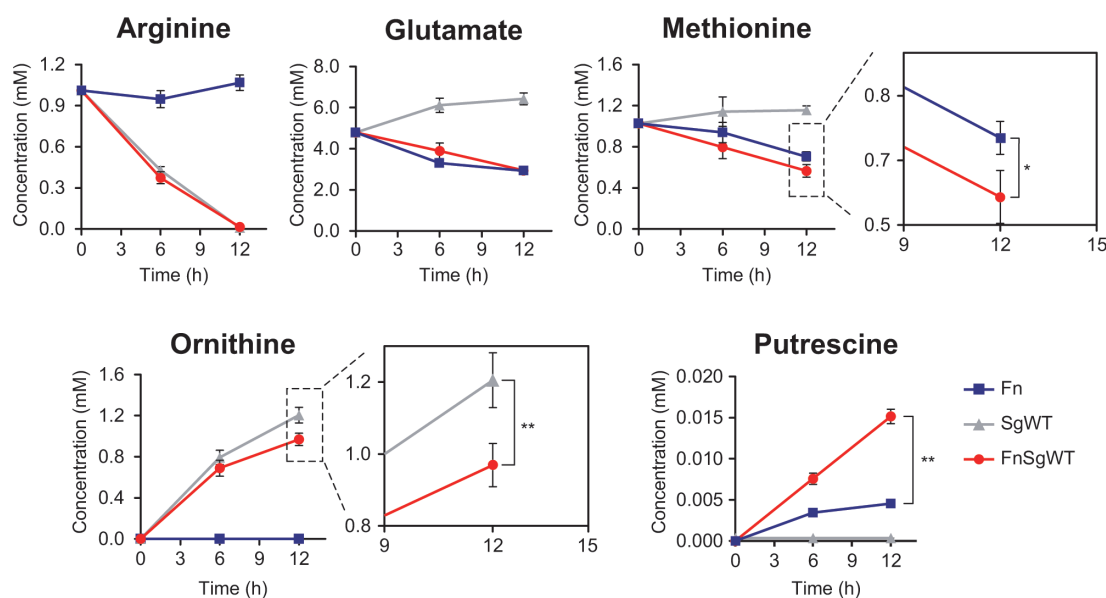 Arginine
Glutamate
Methionine
Concentration (mM)
1.2
0.9
0.6
0.3
0.0
0 3 6 9 12
Time (h)
Concentration (mM)
8.0
6.0
4.0
2.0
0.0
0 3 6 9 12
Time (h)
Concentration (mM)
1.6
1.2
0.8
0.4
0.0
0 3 6 9 12
Time (h)
0.8
0.7
0.5
*
9 12 15
Ornithine
Putrescine
Concentration (mM)
1.6
1.2
0.8
0.4
0.0
0 3 6 9 12
Time (h)
1.2
1.0
0.8
**
9 12 15
Concentration (mM)
0.020
0.015
0.010
0.005
0.000
**
0 3 6 9 12
Time (h)
Fn
SgWT
FnSgWT